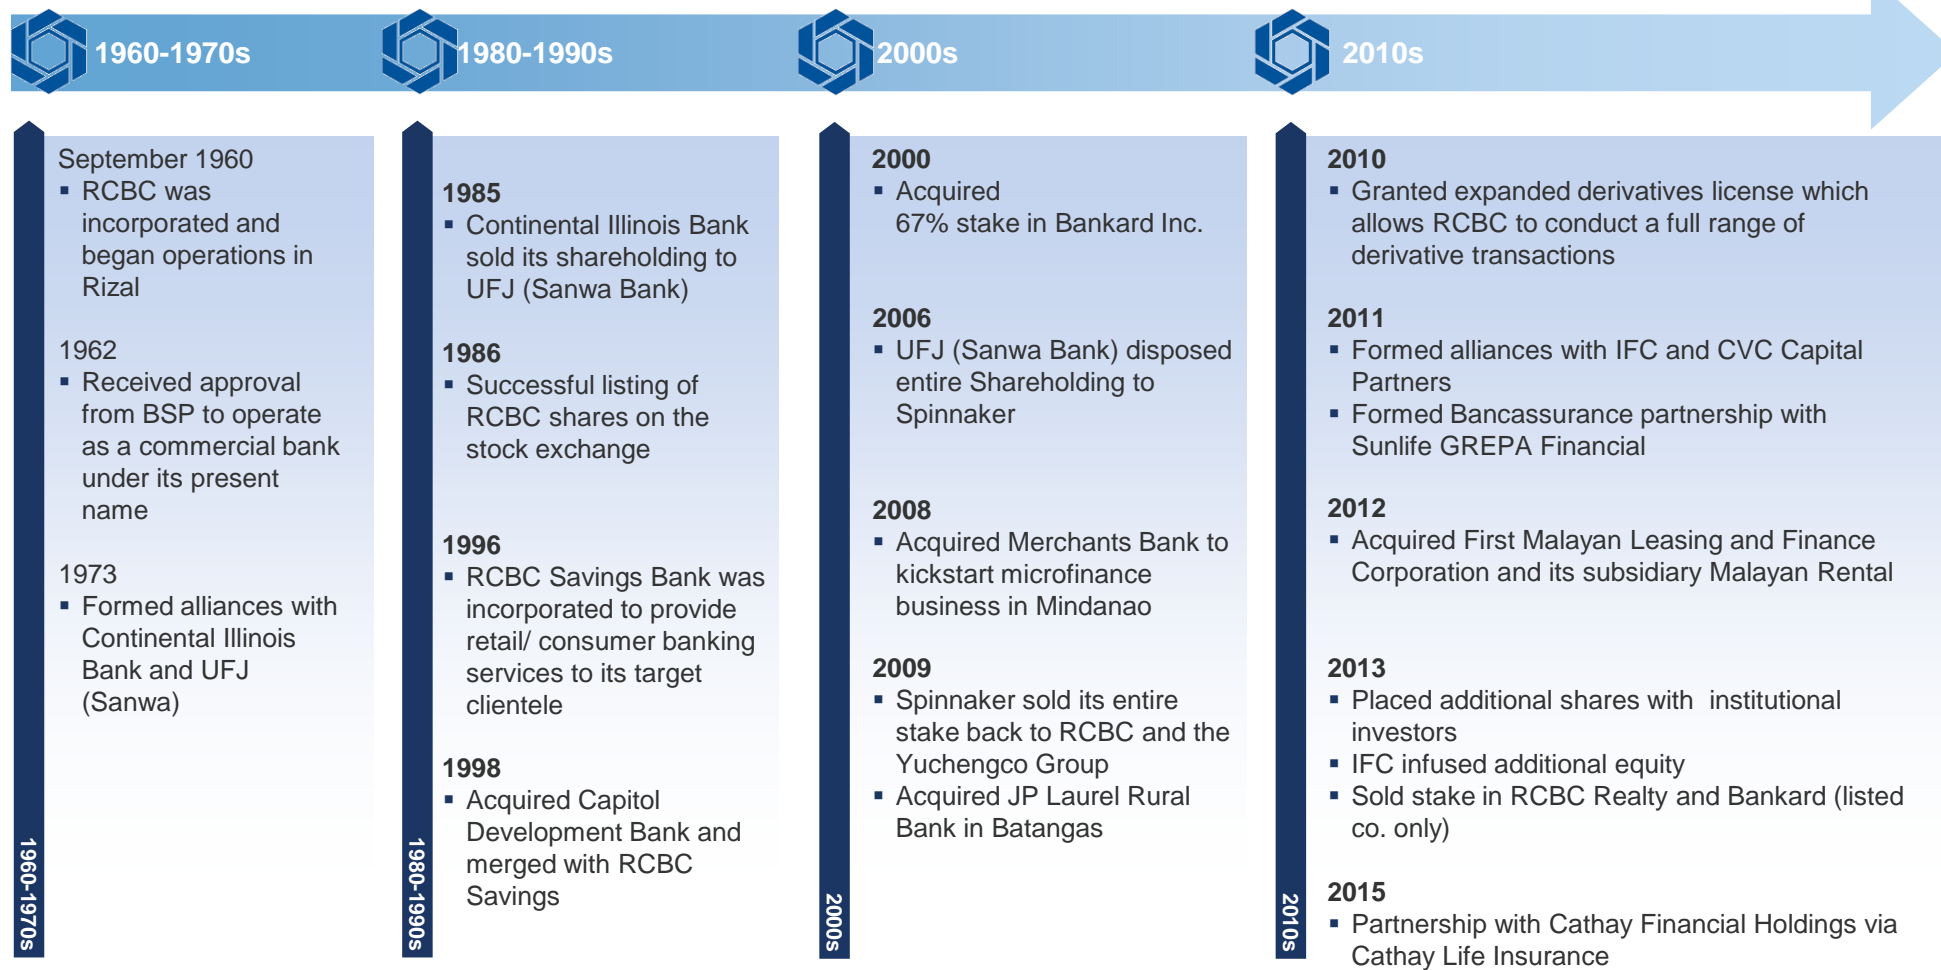 1960-1970s
1980-1990s
2000s
2010s
September 1960
▪ RCBC was
incorporated and
began operations in
Rizal
1962
▪ Received approval
from BSP to operate
as a commercial bank
under its present
name
1973
▪ Formed alliances with
Continental Illinois
Bank and UFJ
(Sanwa)
1960-1970s
1985
▪ Continental Illinois Bank
sold its shareholding to
UFJ (Sanwa Bank)
1986
▪ Successful listing of
RCBC shares on the
stock exchange
1996
▪ RCBC Savings Bank was
incorporated to provide
retail/ consumer banking
services to its target
clientele
1998
▪ Acquired Capitol
Development Bank and
merged with RCBC
Savings
1980-1990s
2000
▪ Acquired
67% stake in Bankard Inc.
2006
▪ UFJ (Sanwa Bank) disposed
entire Shareholding to
Spinnaker
2008
▪ Acquired Merchants Bank to
kickstart microfinance
business in Mindanao
2009
▪ Spinnaker sold its entire
stake back to RCBC and the
Yuchengco Group
▪ Acquired JP Laurel Rural
Bank in Batangas
2000s
2010
▪ Granted expanded derivatives license which
allows RCBC to conduct a full range of
derivative transactions
2011
▪ Formed alliances with IFC and CVC Capital
Partners
▪ Formed Bancassurance partnership with
Sunlife GREPA Financial
2012
▪ Acquired First Malayan Leasing and Finance
Corporation and its subsidiary Malayan Rental
2013
▪ Placed additional shares with  institutional
investors
▪ IFC infused additional equity
▪ Sold stake in RCBC Realty and Bankard (listed
co. only)
2015
▪ Partnership with Cathay Financial Holdings via
Cathay Life Insurance
2010s